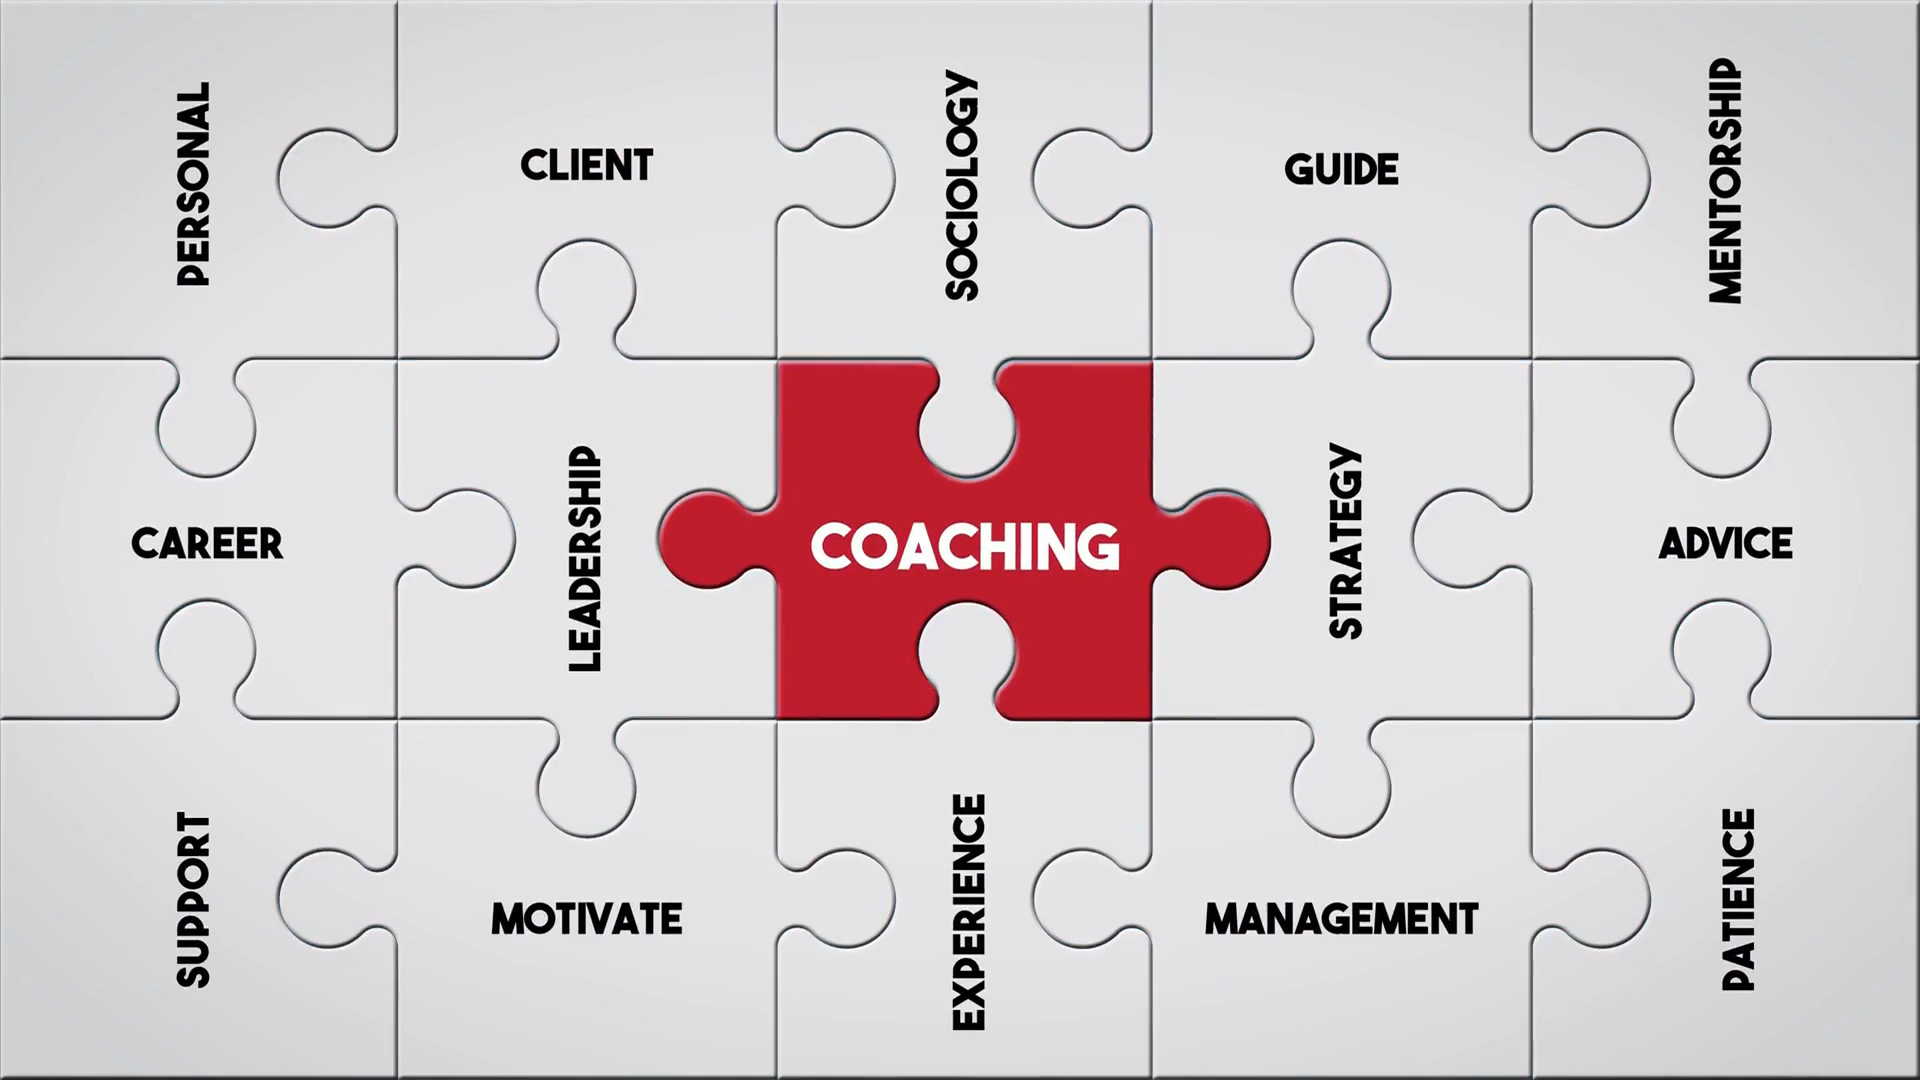 PERSONAL
CLIENT
SOCIOLOGY
GUIDE
MENTORSHIP
CAREER
LEADERSHIP
COACHING
STRATEGY
ADVICE
SUPPORT
MOTIVATE
EXPERIENCE
MANAGEMENT
PATIENCE